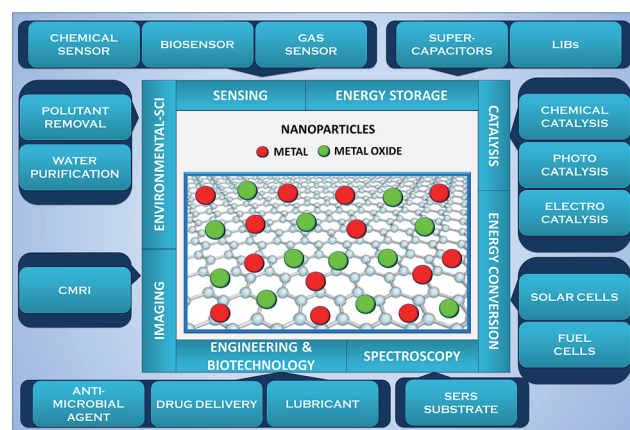 CHEMICAL
SENSOR
BIOSENSOR
GAS
SENSOR
SUPER-
CAPACITORS
LIBs
POLUTANT
REMOVAL
WATER
PURIFICATION
CMRI
ENVIRONMENTAL-SCI
IMAGING
SENSING
ENERGY STORAGE
NANOPARTICLES
METAL
METAL OXIDE
CATALYSIS
ENERGY CONVERSION
CHEMICAL
CATALYSIS
PHOTO
CATALYSIS
ELECTRO
CATALYSIS
SOLAR CELLS
FUEL
CELLS
ENGINEERING &
BIOTECHNOLOGY
SPECTROSCOPY
ANTI-
MICROBIAL
AGENT
DRUG DELIVERY
LUBRICANT
SERS
SUBSTRATE